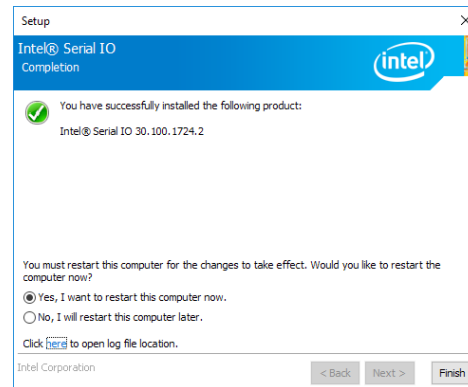 Setup
Intel® Serial IO
Completion
intel
You have successfully installed the following product:
Intel® Serial IO 30.100.1724.2
You must restart this computer for the changes to take effect. Would you like to restart the
computer now?
Yes, I want to restart this computer now.
No, I will restart this computer later.
Click here to open log file location.
Intel Corporation
< Back Next > Finish